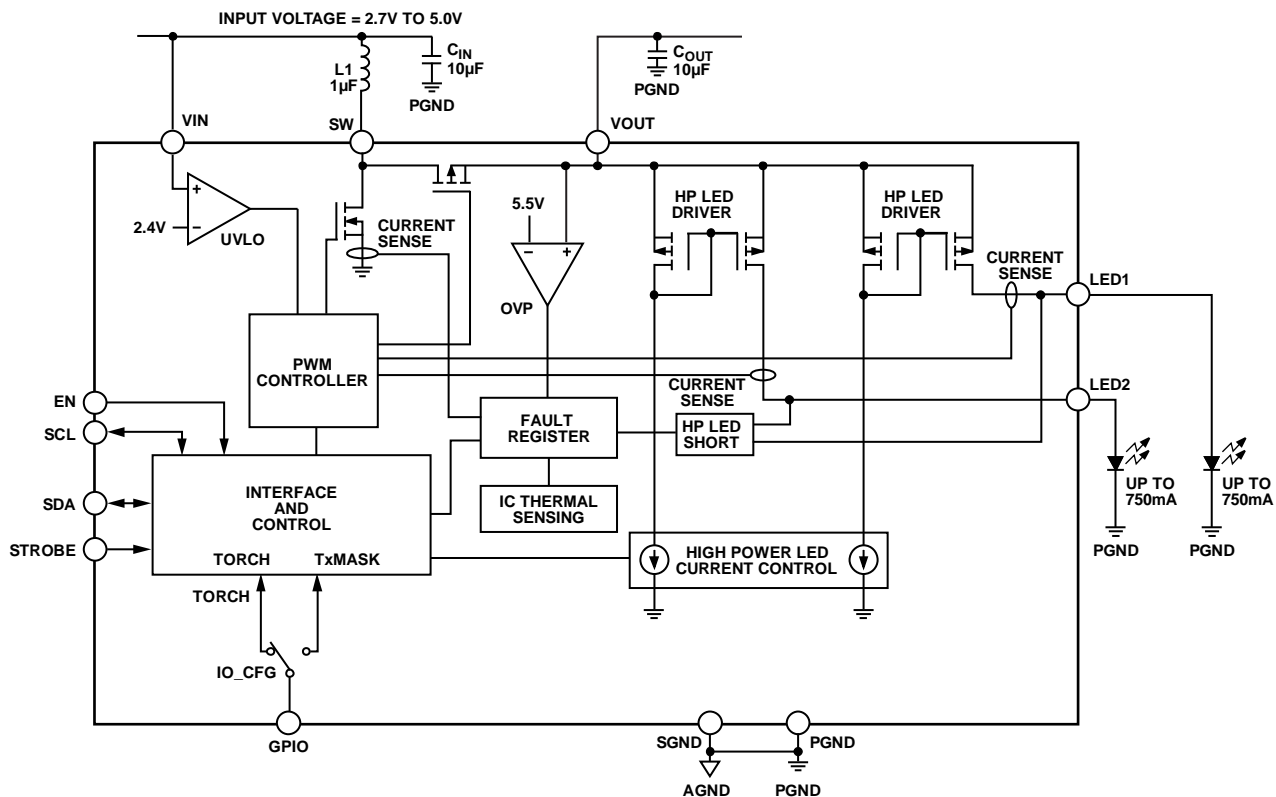 INPUT VOLTAGE = 2.7V TO 5.0V
L1
1µF
CIN
10µF
PGND
COUT
10µF
PGND
VIN
SW
VOUT
+
2.4V
−
UVLO
CURRENT
SENSE
5.5V
−
+
OVP
HP LED
DRIVER
HP LED
DRIVER
CURRENT
SENSE
LED1
PWM
CONTROLLER
CURRENT
SENSE
LED2
EN
SCL
SDA
STROBE
FAULT
REGISTER
HP LED
SHORT
IC THERMAL
SENSING
INTERFACE
AND
CONTROL
TORCH
TxMASK
HIGH POWER LED
CURRENT CONTROL
UP TO
750mA
PGND
UP TO
750mA
PGND
TORCH
IO_CFG
GPIO
SGND
PGND
AGND
PGND